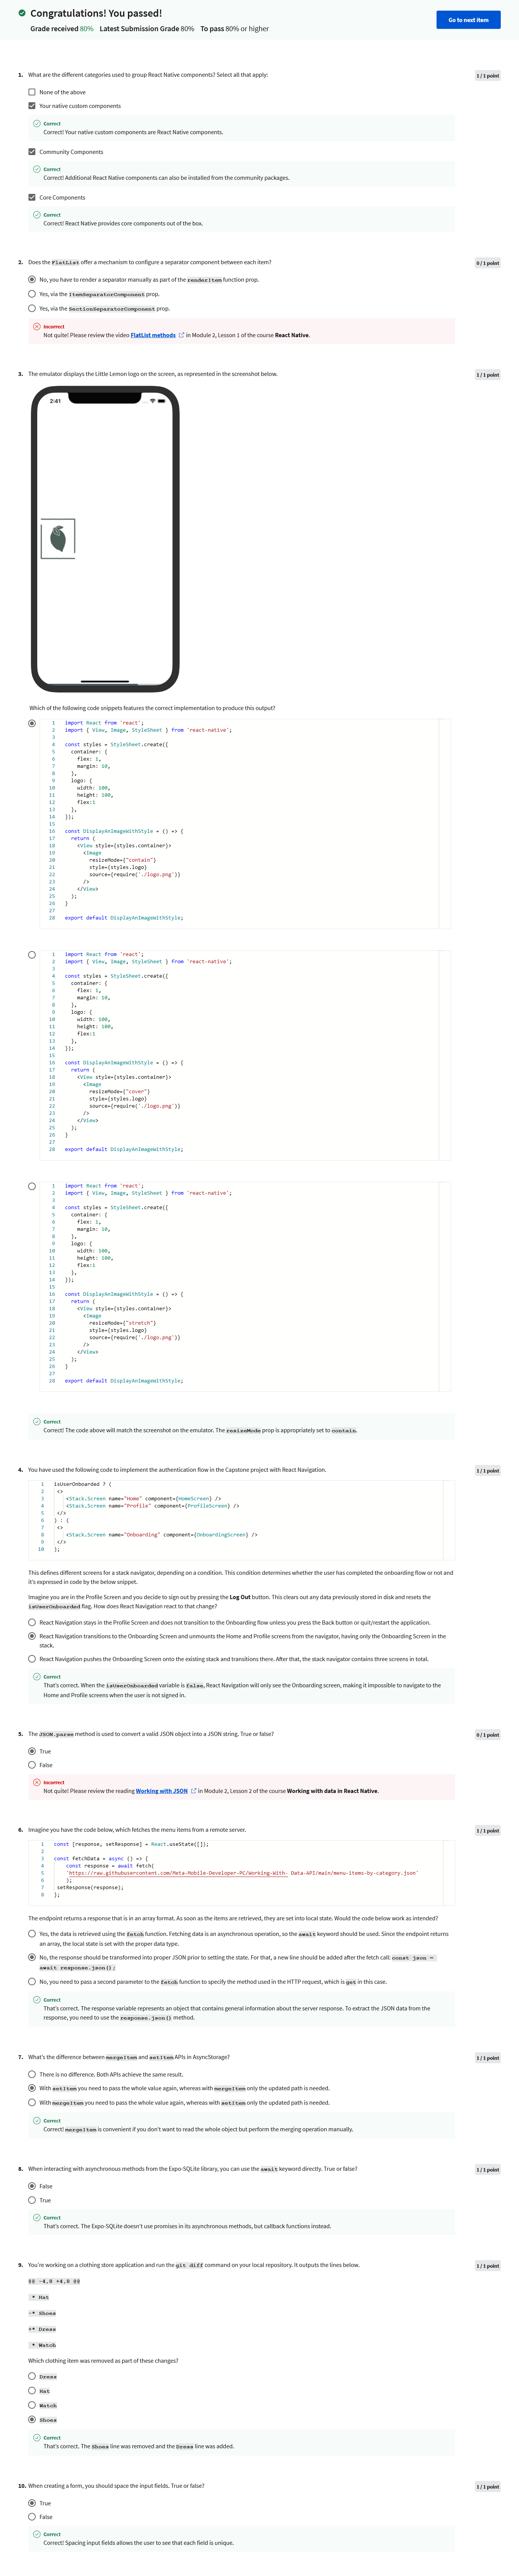 Congratulations! You passed!
Grade received 80% Latest Submission Grade 80% To pass 80% or higher
Go to next item
1. What are the different categories used to group React Native components? Select all that apply:
1 / 1 point
None of the above
Your native custom components
Correct
Correct! Your native custom components are React Native components.
Community Components
Correct
Correct! Additional React Native components can also be installed from the community packages.
Core Components
Correct
Correct! React Native provides core components out of the box.
2. Does the FlatList offer a mechanism to configure a separator component between each item?
0 / 1 point
No, you have to render a separator manually as part of the renderItem function prop.
Yes, via the ItemSeparatorComponent prop.
Yes, via the SectionSeparatorComponent prop.
Incorrect
Not quite! Please review the video FlatList methods in Module 2, Lesson 1 of the course React Native.
3. The emulator displays the Little Lemon logo on the screen, as represented in the screenshot below.
1 / 1 point
2:41
Which of the following code snippets features the correct implementation to produce this output?
1 import React from 'react';
2 import { View, Image, StyleSheet } from 'react-native';
3
4 const styles = StyleSheet.create({
5 container: {
6 flex: 1,
7 margin: 10,
8 },
9 logo: {
10 width: 100,
11 height: 100,
12 flex:1
13 },
14 });
15
16 const DisplayAnImageWithStyle = () => {
17 return (
18 <View style={styles.container}>
19 <Image
20 resizeMode={"contain"}
21 style={styles.logo}
22 source={require('./logo.png')}
23 />
24 </View>
25 );
26 }
27
28 export default DisplayAnImageWithStyle;
1 import React from 'react';
2 import { View, Image, StyleSheet } from 'react-native';
3
4 const styles = StyleSheet.create({
5 container: {
6 flex: 1,
7 margin: 10,
8 },
9 logo: {
10 width: 100,
11 height: 100,
12 flex:1
13 },
14 });
15
16 const DisplayAnImageWithStyle = () => {
17 return (
18 <View style={styles.container}>
19 <Image
20 resizeMode={"cover"}
21 style={styles.logo}
22 source={require('./logo.png')}
23 />
24 </View>
25 );
26 }
27
28 export default DisplayAnImageWithStyle;
1 import React from 'react';
2 import { View, Image, StyleSheet } from 'react-native';
3
4 const styles = StyleSheet.create({
5 container: {
6 flex: 1,
7 margin: 10,
8 },
9 logo: {
10 width: 100,
11 height: 100,
12 flex:1
13 },
14 });
15
16 const DisplayAnImageWithStyle = () => {
17 return (
18 <View style={styles.container}>
19 <Image
20 resizeMode={"stretch"}
21 style={styles.logo}
22 source={require('./logo.png')}
23 />
24 </View>
25 );
26 }
27
28 export default DisplayAnImageWithStyle;
Correct
Correct! The code above will match the screenshot on the emulator. The resizeMode prop is appropriately set to contain.
4. You have used the following code to implement the authentication flow in the Capstone project with React Navigation.
1 / 1 point
1 isUserOnboarded ? (
2 <>
3 <Stack.Screen name="Home" component={HomeScreen} />
4 <Stack.Screen name="Profile" component={ProfileScreen} />
5 </>
6 ) : (
7 <>
8 <Stack.Screen name="Onboarding" component={OnboardingScreen} />
9 </>
10 );
This defines different screens for a stack navigator, depending on a condition. This condition determines whether the user has completed the onboarding flow or not and
it's expressed in code by the below snippet.
Imagine you are in the Profile Screen and you decide to sign out by pressing the Log Out button. This clears out any data previously stored in disk and resets the
isUserOnboarded flag. How does React Navigation react to that change?
React Navigation stays in the Profile Screen and does not transition to the Onboarding flow unless you press the Back button or quit/restart the application.
React Navigation transitions to the Onboarding Screen and unmounts the Home and Profile screens from the navigator, having only the Onboarding Screen in the
stack.
React Navigation pushes the Onboarding Screen onto the existing stack and transitions there. After that, the stack navigator contains three screens in total.
Correct
That's correct. When the isUserOnboarded variable is false, React Navigation will only see the Onboarding screen, making it impossible to navigate to the
Home and Profile screens when the user is not signed in.
5. The JSON.parse method is used to convert a valid JSON object into a JSON string. True or false?
0 / 1 point
True
False
Incorrect
Not quite! Please review the reading Working with JSON in Module 2, Lesson 2 of the course Working with data in React Native.
6. Imagine you have the code below, which fetches the menu items from a remote server.
1 / 1 point
1 const [response, setResponse] = React.useState([]);
2
3 const fetchData = async () => {
4 const response = await fetch(
5 'https://raw.githubusercontent.com/Meta-Mobile-Developer-PC/Working-With- Data-API/main/menu-items-by-category.json'
6 );
7 setResponse(response);
8 };
The endpoint returns a response that is in an array format. As soon as the items are retrieved, they are set into local state. Would the code below work as intended?
Yes, the data is retrieved using the fetch function. Fetching data is an asynchronous operation, so the await keyword should be used. Since the endpoint returns
an array, the local state is set with the proper data type.
No, the response should be transformed into proper JSON prior to setting the state. For that, a new line should be added after the fetch call: const json =
await response.json();
No, you need to pass a second parameter to the fetch function to specify the method used in the HTTP request, which is get in this case.
Correct
That's correct. The response variable represents an object that contains general information about the server response. To extract the JSON data from the
response, you need to use the response.json() method.
7. What's the difference between mergeItem and setItem APIs in AsyncStorage?
1 / 1 point
There is no difference. Both APIs achieve the same result.
With setItem you need to pass the whole value again, whereas with mergeItem only the updated path is needed.
With mergeItem you need to pass the whole value again, whereas with setItem only the updated path is needed.
Correct
Correct! mergeItem is convenient if you don't want to read the whole object but perform the merging operation manually.
8. When interacting with asynchronous methods from the Expo-SQLite library, you can use the await keyword directly. True or false?
1 / 1 point
False
True
Correct
That's correct. The Expo-SQLite doesn't use promises in its asynchronous methods, but callback functions instead.
9. You're working on a clothing store application and run the git diff command on your local repository. It outputs the lines below.
1 / 1 point
@@ -4,8 +4,8 @@
* Hat
-* Shoes
+* Dress
* Watch
Which clothing item was removed as part of these changes?
Dress
Hat
Watch
Shoes
Correct
That's correct. The Shoes line was removed and the Dress line was added.
10. When creating a form, you should space the input fields. True or false?
1 / 1 point
True
False
Correct
Correct! Spacing input fields allows the user to see that each field is unique.